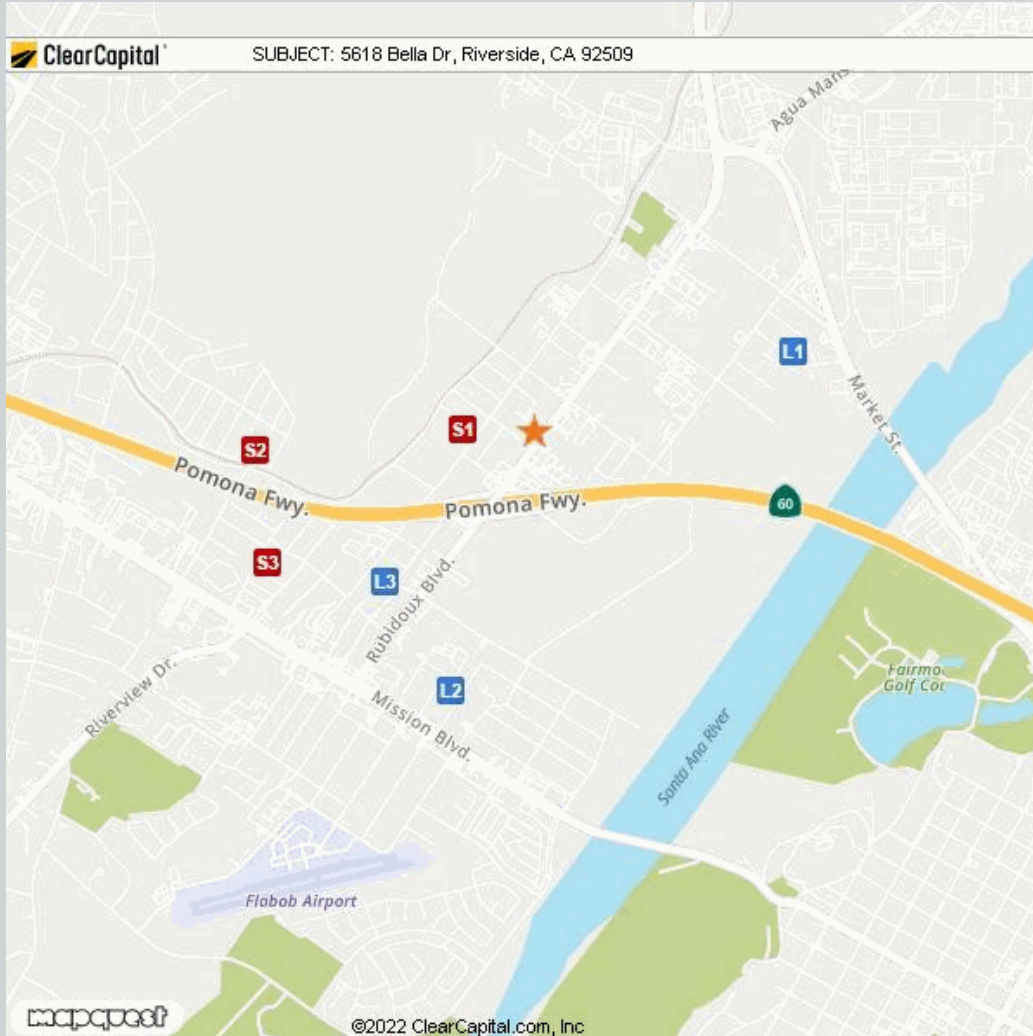 ClearCapital
SUBJECT: 5618 Bella Dr, Riverside, CA 92509
Agua Mans
L1
Market St.
S1
S2
Pomona Fwy.
Pomona Fwy.
60
S3
L3
Rubidoux Blvd.
Riverview Dr.
L2
Mission Blvd.
Fairmo
Golf Cou
Santa Ana River
Flabob Airport
mapquest
©2022 ClearCapital.com, Inc